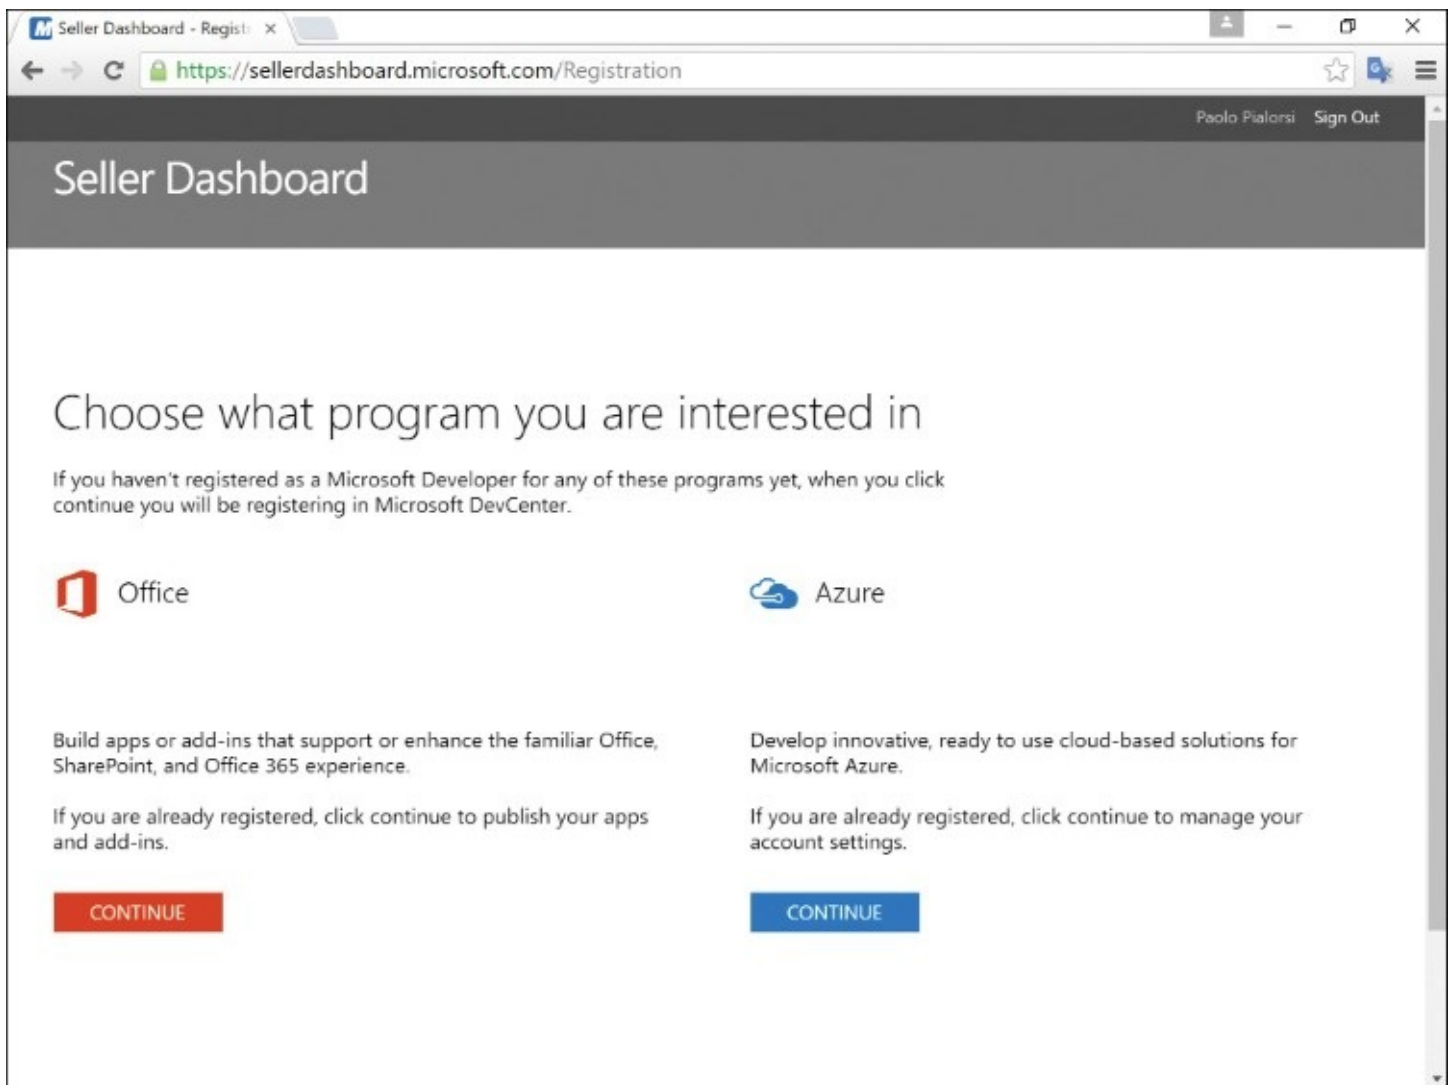 Seller Dashboard - Regist
https://sellerdashboard.microsoft.com/Registration
Paolo Pialorsi Sign Out
Seller Dashboard
Choose what program you are interested in
If you haven't registered as a Microsoft Developer for any of these programs yet, when you click
continue you will be registering in Microsoft DevCenter.
Office
Azure
Build apps or add-ins that support or enhance the familiar Office,
SharePoint, and Office 365 experience.
If you are already registered, click continue to publish your apps
and add-ins.
CONTINUE
Develop innovative, ready to use cloud-based solutions for
Microsoft Azure.
If you are already registered, click continue to manage your
account settings.
CONTINUE